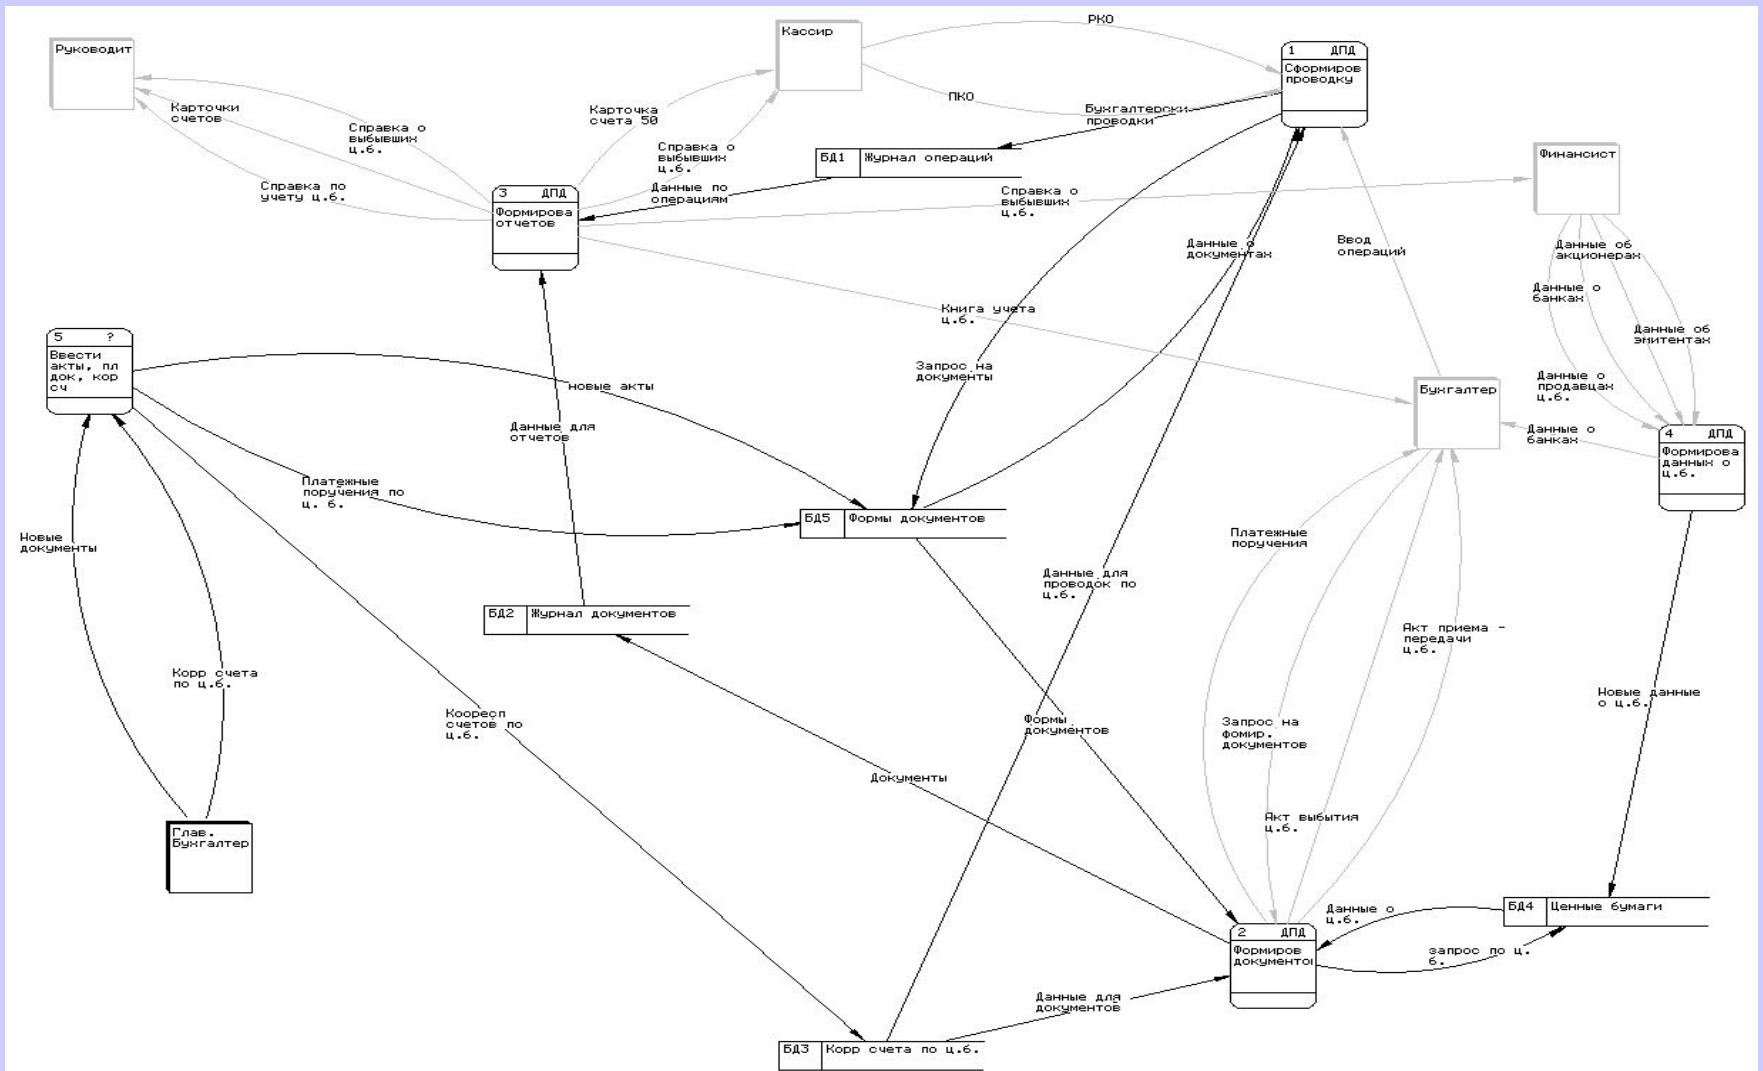 РКО
Кассир
1 ДПД
Сформиров
проводку
Руководит
Карточки
счетов
Справка о
выбывших
ц.б.
Карточка
счета 50
ПКО
Бухгалтерски
проводки
Справка о
выбывших
ц.б.
БД1 Журнал операций
Финансист
Справка по
учету ц.б.
3 ДПД
Формирова
отчетов
Данные по
операциям
Справка о
выбывших
ц.б.
Данные о
документах
Ввод
операций
Данные об
акционерах
Данные о
банках
Книга учета
ц.б.
Данные об
эмитентах
5 ?
Ввести
акты, пл
док, кор
сч
новые акты
Запрос на
документы
Данные о
продавцах
ц.б.
Бухгалтер
Данные для
отчетов
Данные о
банках
4 ДПД
Формирова
данных о
ц.б.
Платежные
поручения по
ц. б.
БД5 Формы документов
Новые
документы
Платежные
поручения
Данные для
проводок по
ц.б.
БД2 Журнал документов
Акт приема -
передачи
ц.б.
Корр счета
по ц.б.
Новые данные
о ц.б.
Кооресп
счетов по
ц.б.
Формы
документов
Запрос на
фомир.
документов
Документы
Акт выбытия
ц.б.
Глав.
Бухгалтер
Данные о
ц.б.
БД4 Ценные бумаги
2 ДПД
Формиров
документо
запрос по ц.
б.
Данные для
документов
БД3 Корр счета по ц.б.